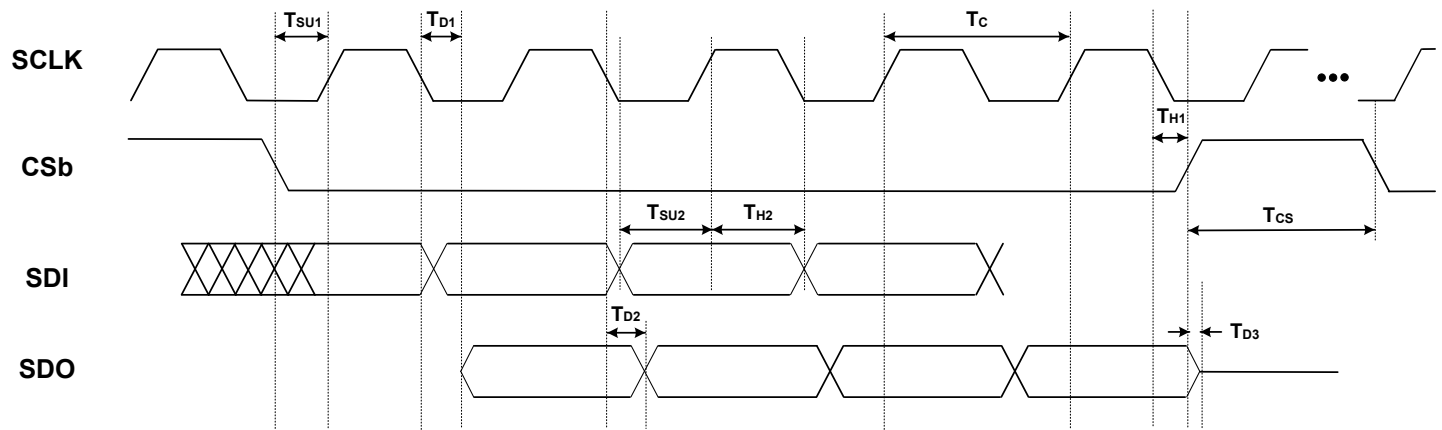 TSU1
TD1
TC
SCLK
•••
TH1
CSb
TSU2
TH2
TCS
SDI
TD2
TD3
SDO